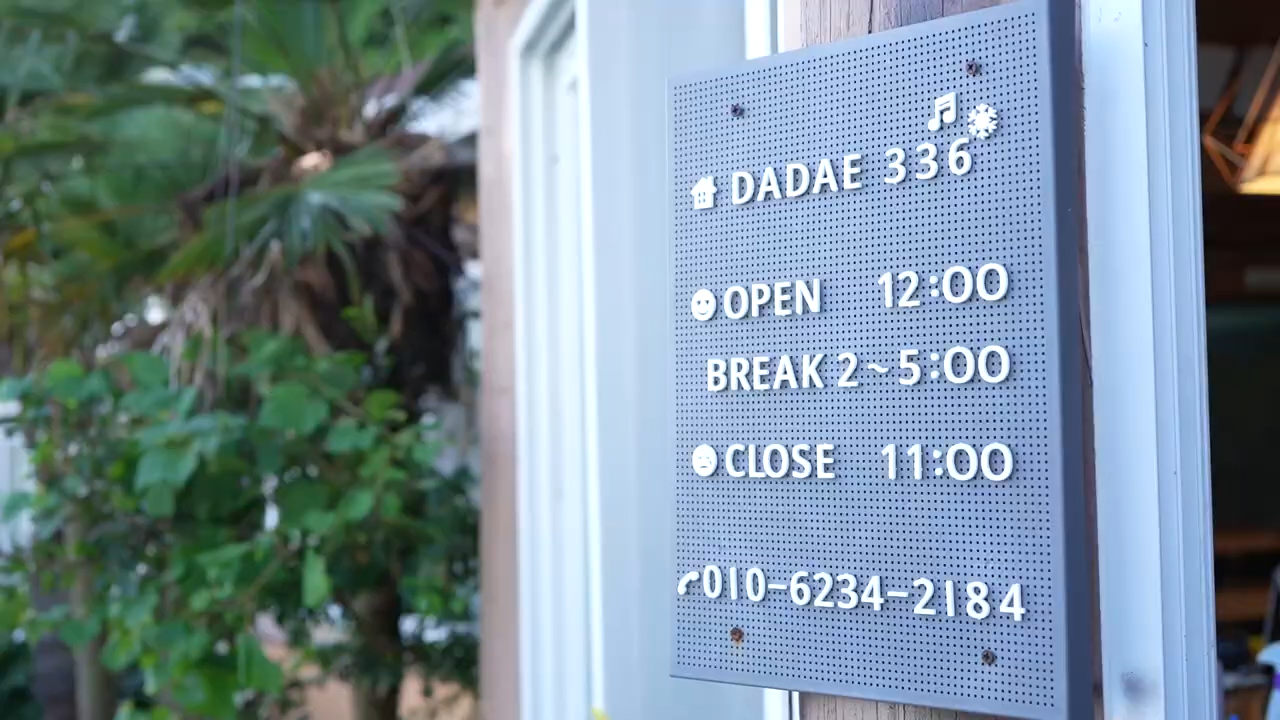 DADAE 336
OPEN 12:00
BREAK 2~5:00
CLOSE 11:00
010-6234-2184